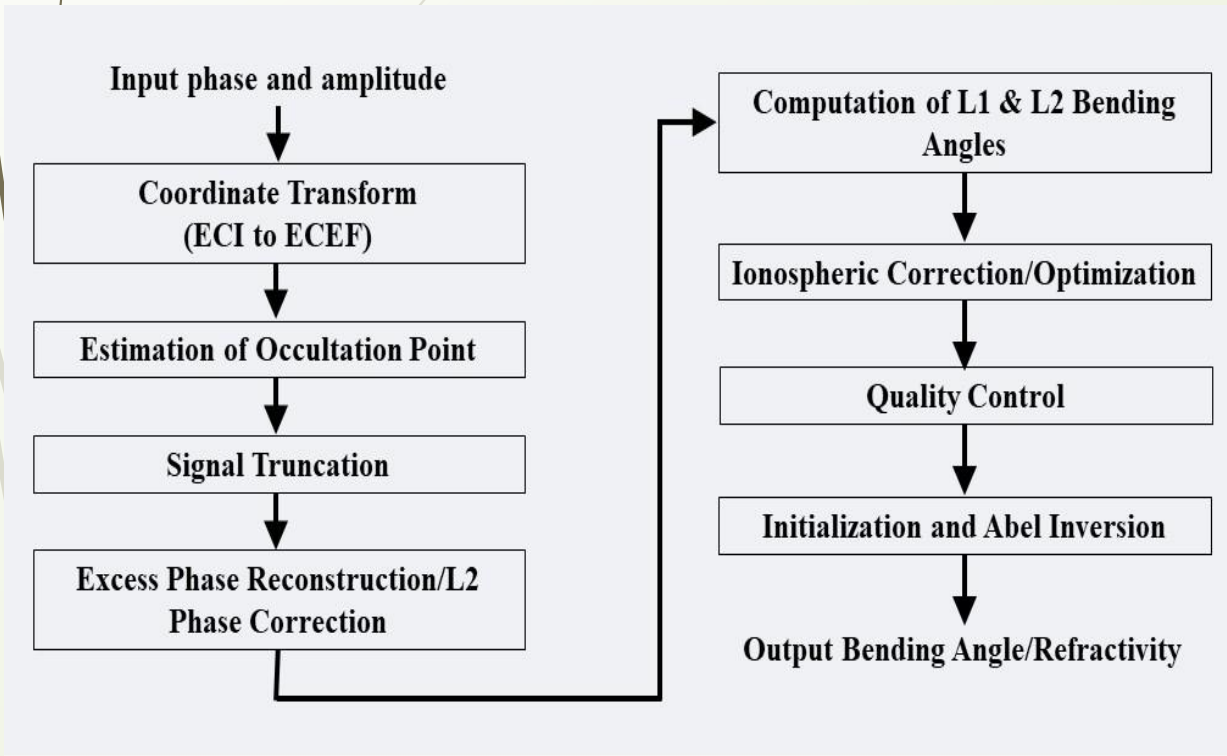 Input phase and amplitude
Coordinate Transform
(ECI to ECEF)
Estimation of Occultation Point
Signal Truncation
Excess Phase Reconstruction/L2
Phase Correction
Computation of L1 & L2 Bending
Angles
Ionospheric Correction/Optimization
Quality Control
Initialization and Abel Inversion
Output Bending Angle/Refractivity